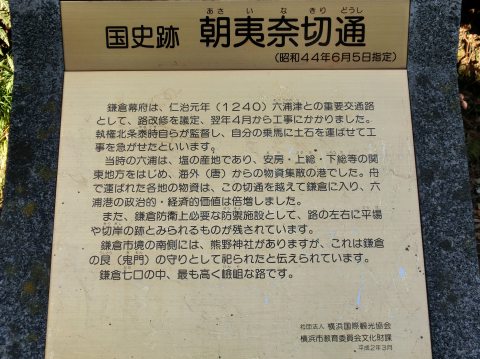 あさ い な きり どうし
国史跡 朝夷奈切通
(昭和44年6月5日指定)
鎌倉幕府は、仁治元年（1240）六浦津との重要交通路
として、路改修を議定、翌年4月から工事にかかりました。
執権北条泰時自らが監督し、自分の乗馬に土石を運ばせて工
事を急がせたといいます。
当時の六浦は、塩の産地であり、安房・上総・下総等の関
東地方をはじめ、海外（唐）からの物資集散の港でした。舟
で運ばれた各地の物資は、この切通を越えて鎌倉に入り、六
浦港の政治的・経済的価値は倍増しました。
また、鎌倉防衛上必要な防禦施設として、路の左右に平場
や切岸の跡とみられるものが残されています。
鎌倉市境の南側には、熊野神社がありますが、これは鎌倉
の艮（鬼門）の守りとして祀られたと伝えられています。
鎌倉七口の中、最も高く嶮岨な路です。
社団法人 横浜国際観光協会
横浜市教育委員会文化財課
平成2年3月